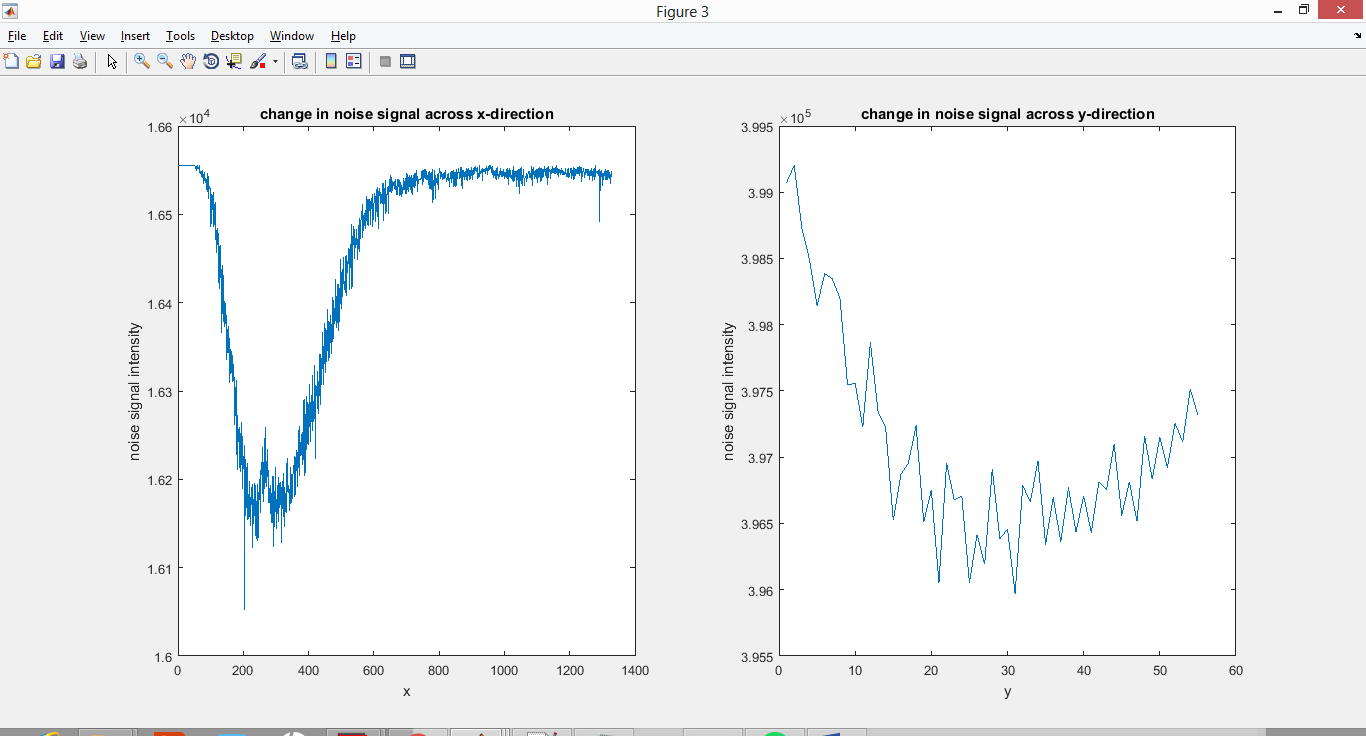 Figure 3
File Edit View Insert Tools Desktop Window Help
change in noise signal across x-direction
×10^4
1.66
1.65
1.64
1.63
1.62
1.61
1.6
noise signal intensity
0 200 400 600 800 1000 1200 1400
x
change in noise signal across y-direction
×10^5
3.995
3.99
3.985
3.98
3.975
3.97
3.965
3.96
3.955
noise signal intensity
0 10 20 30 40 50 60
y